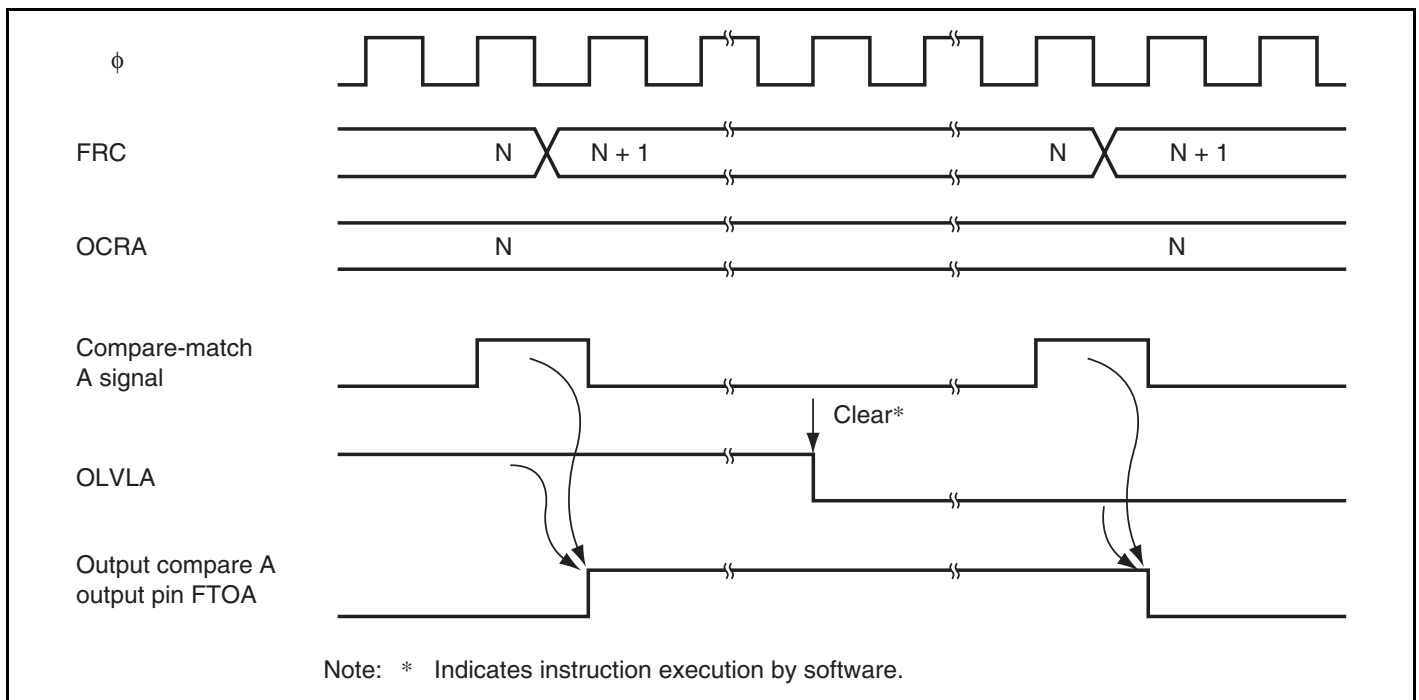 ϕ
FRC N N + 1 N N + 1
OCRA N N
Compare-match
A signal
Clear*
OLVLA
Output compare A
output pin FTOA
Note: * Indicates instruction execution by software.